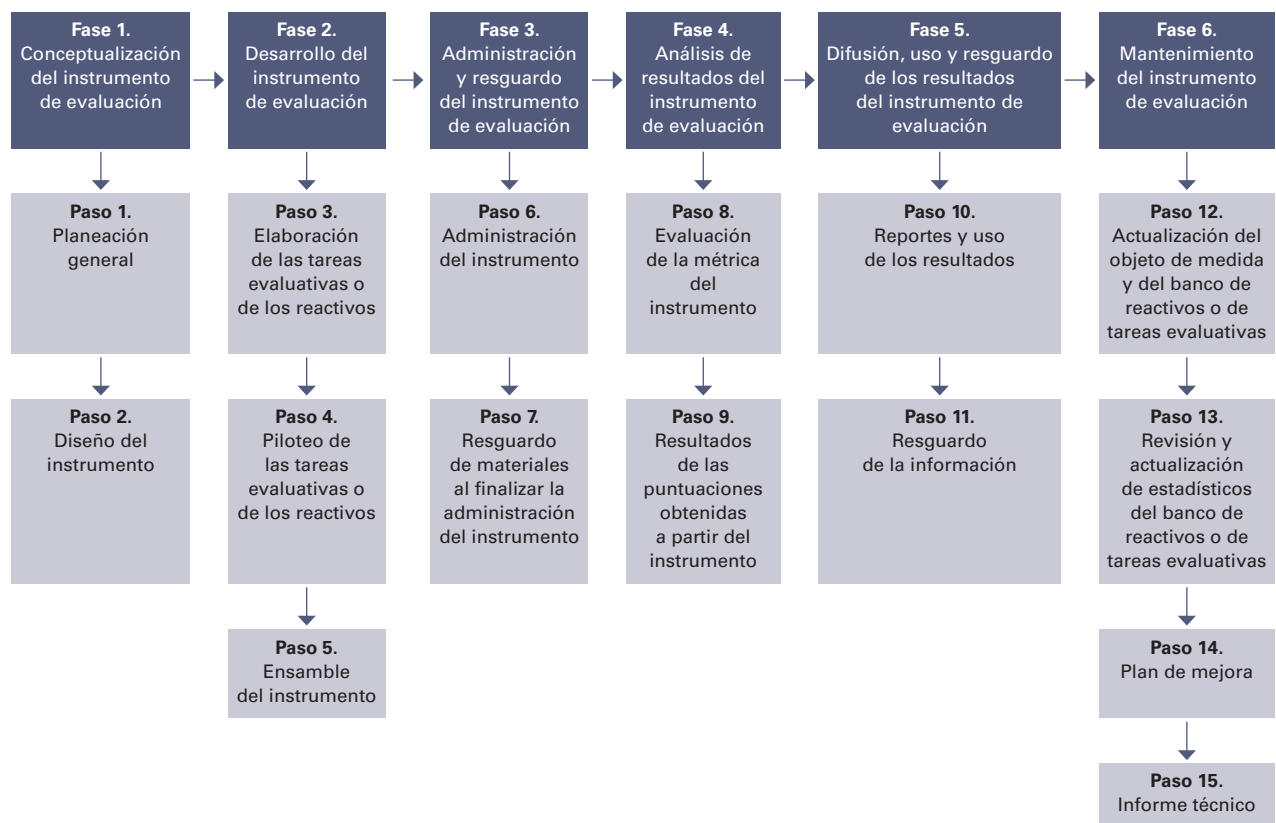 Fase 1.
Conceptualización
del instrumento
de evaluación
Fase 2.
Desarrollo del
instrumento
de evaluación
Fase 3.
Administración
y resguardo
del instrumento
de evaluación
Fase 4.
Análisis de
resultados del
instrumento
de evaluación
Fase 5.
Difusión, uso y resguardo
de los resultados
del instrumento de
evaluación
Fase 6.
Mantenimiento
del instrumento
de evaluación
Paso 1.
Planeación
general
Paso 3.
Elaboración
de las tareas
evaluativas o
de los reactivos
Paso 6.
Administración
del instrumento
Paso 8.
Evaluación
de la métrica
del
instrumento
Paso 10.
Reportes y uso
de los resultados
Paso 12.
Actualización del
objeto de medida
y del banco de
reactivos o de
tareas evaluativas
Paso 2.
Diseño del
instrumento
Paso 4.
Piloteo de
las tareas
evaluativas o
de los reactivos
Paso 7.
Resguardo
de materiales
al finalizar la
administración
del instrumento
Paso 9.
Resultados
de las
puntuaciones
obtenidas
a partir del
instrumento
Paso 11.
Resguardo
de la información
Paso 13.
Revisión y
actualización
de estadísticos
del banco de
reactivos o de
tareas evaluativas
Paso 5.
Ensamble
del instrumento
Paso 14.
Plan de mejora
Paso 15.
Informe técnico